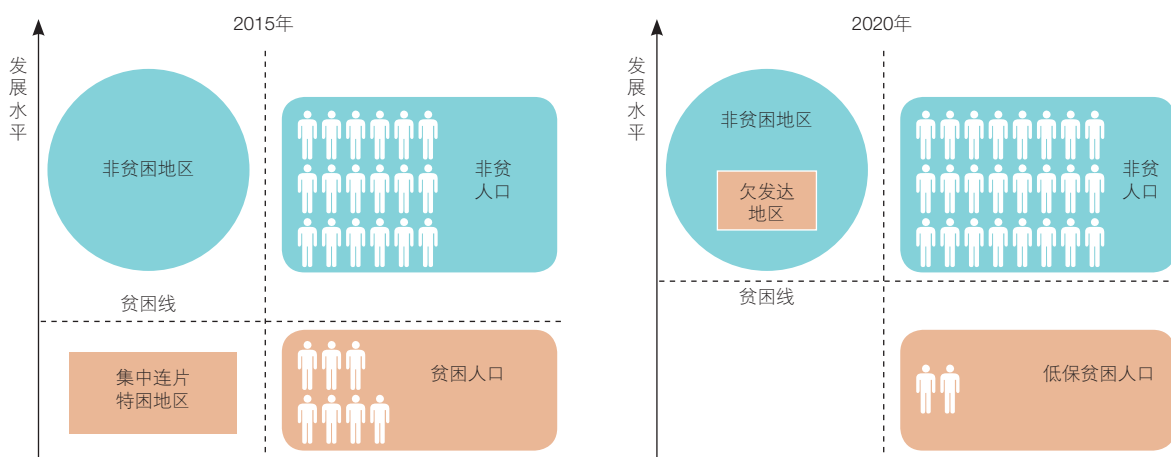 2015年
发
展
水
平
非贫困地区
非贫
人口
贫困线
集中连片
特困地区
贫困人口
2020年
发
展
水
平
非贫困地区
欠发达
地区
非贫
人口
贫困线
低保贫困人口